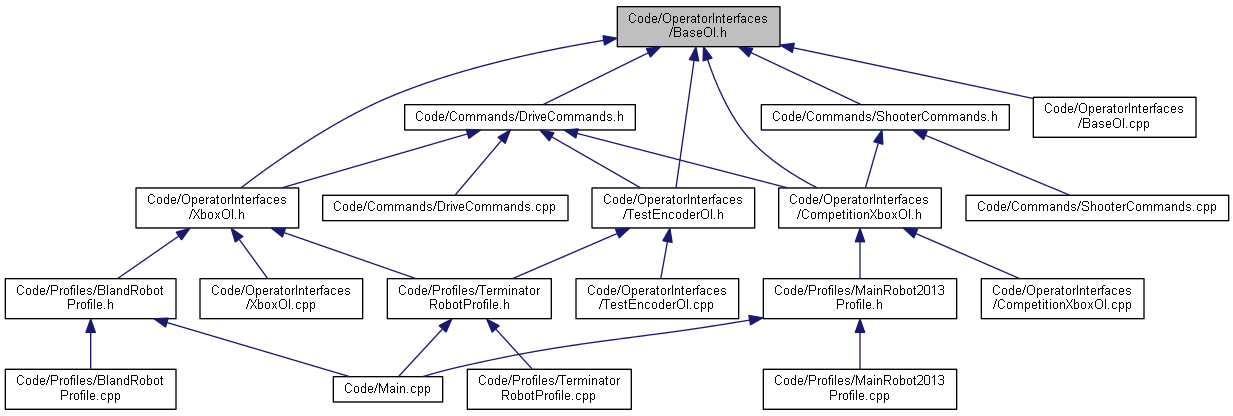 Code/OperatorInterfaces
/BaseOI.h
Code/Commands/DriveCommands.h
Code/Commands/ShooterCommands.h
Code/OperatorInterfaces
/BaseOI.cpp
Code/OperatorInterfaces
/XboxOI.h
Code/Commands/DriveCommands.cpp
Code/OperatorInterfaces
/TestEncoderOI.h
Code/OperatorInterfaces
/CompetitionXboxOI.h
Code/Commands/ShooterCommands.cpp
Code/Profiles/BlandRobot
Profile.h
Code/OperatorInterfaces
/XboxOI.cpp
Code/Profiles/Terminator
RobotProfile.h
Code/OperatorInterfaces
/TestEncoderOI.cpp
Code/Profiles/MainRobot2013
Profile.h
Code/OperatorInterfaces
/CompetitionXboxOI.cpp
Code/Profiles/BlandRobot
Profile.cpp
Code/Main.cpp
Code/Profiles/Terminator
RobotProfile.cpp
Code/Profiles/MainRobot2013
Profile.cpp